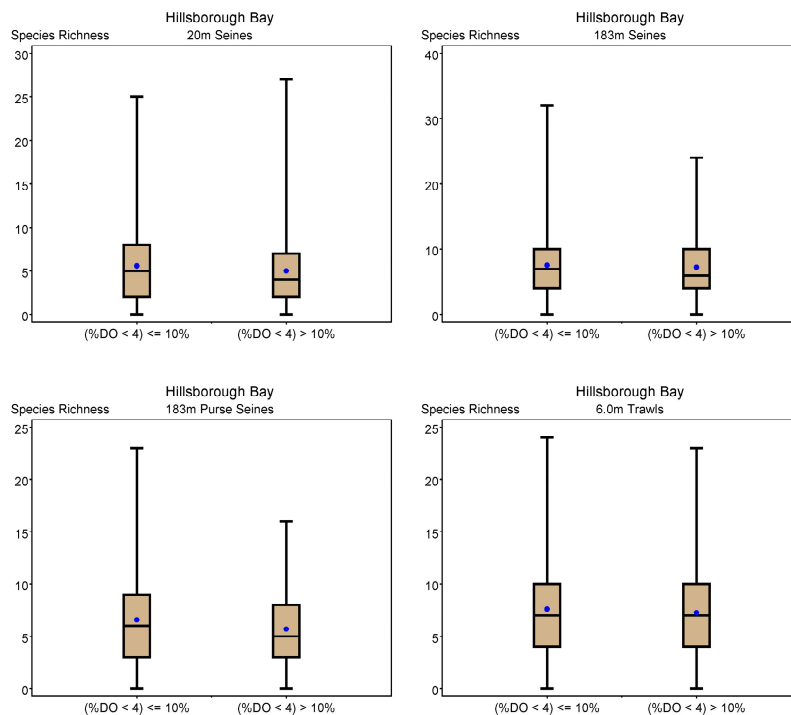 Hillsborough Bay
Species Richness 20m Seines
30
25
20
15
10
5
0
(%DO < 4) <= 10% (%DO < 4) > 10%
Hillsborough Bay
Species Richness 183m Seines
40
30
20
10
0
(%DO < 4) <= 10% (%DO < 4) > 10%
Hillsborough Bay
Species Richness 183m Purse Seines
25
20
15
10
5
0
(%DO < 4) <= 10% (%DO < 4) > 10%
Hillsborough Bay
Species Richness 6.0m Trawls
25
20
15
10
5
0
(%DO < 4) <= 10% (%DO < 4) > 10%